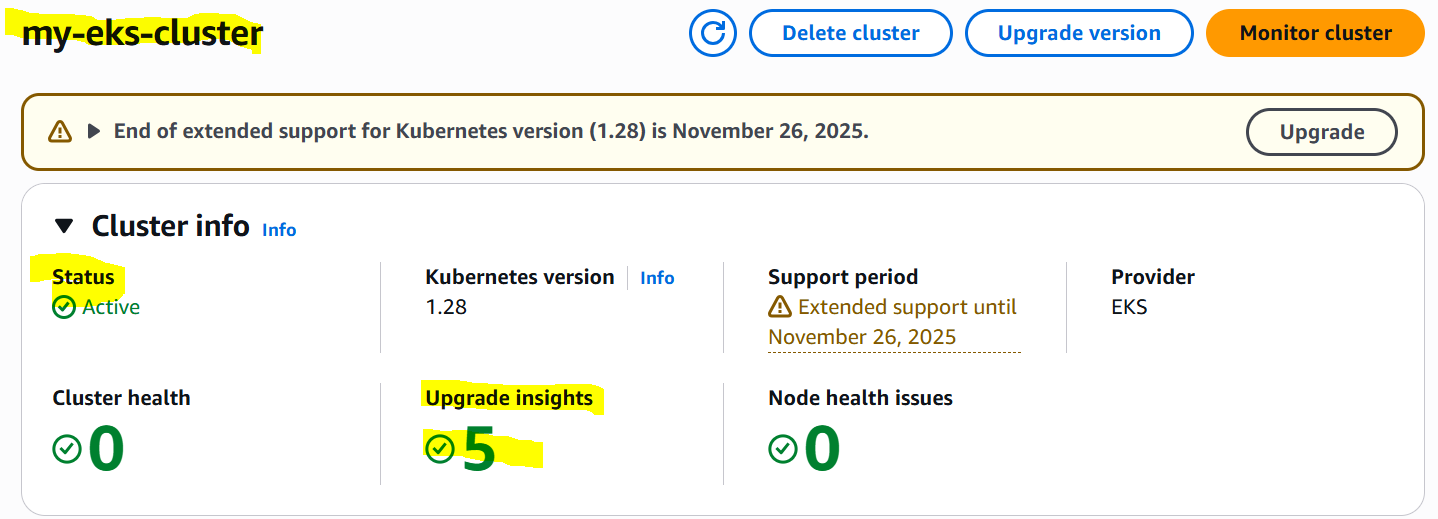 my-eks-cluster
Delete cluster
Upgrade version
Monitor cluster
End of extended support for Kubernetes version (1.28) is November 26, 2025.
Upgrade
Cluster info Info
Status
Active
Kubernetes version Info
1.28
Support period
Extended support until
November 26, 2025
Provider
EKS
Cluster health
0
Upgrade insights
5
Node health issues
0